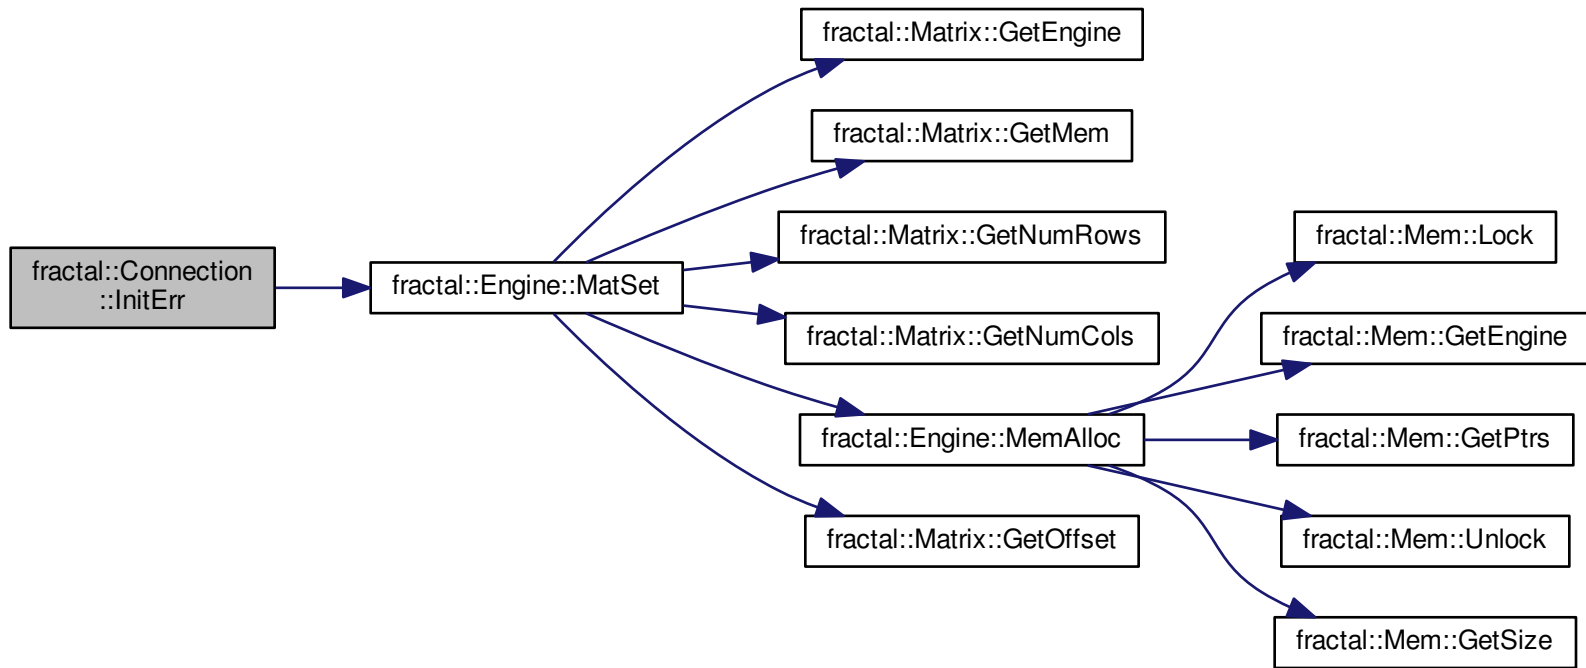 fractal::Connection
::InitErr
fractal::Engine::MatSet
fractal::Matrix::GetEngine
fractal::Matrix::GetMem
fractal::Matrix::GetNumRows
fractal::Matrix::GetNumCols
fractal::Engine::MemAlloc
fractal::Matrix::GetOffset
fractal::Mem::Lock
fractal::Mem::GetEngine
fractal::Mem::GetPtrs
fractal::Mem::Unlock
fractal::Mem::GetSize